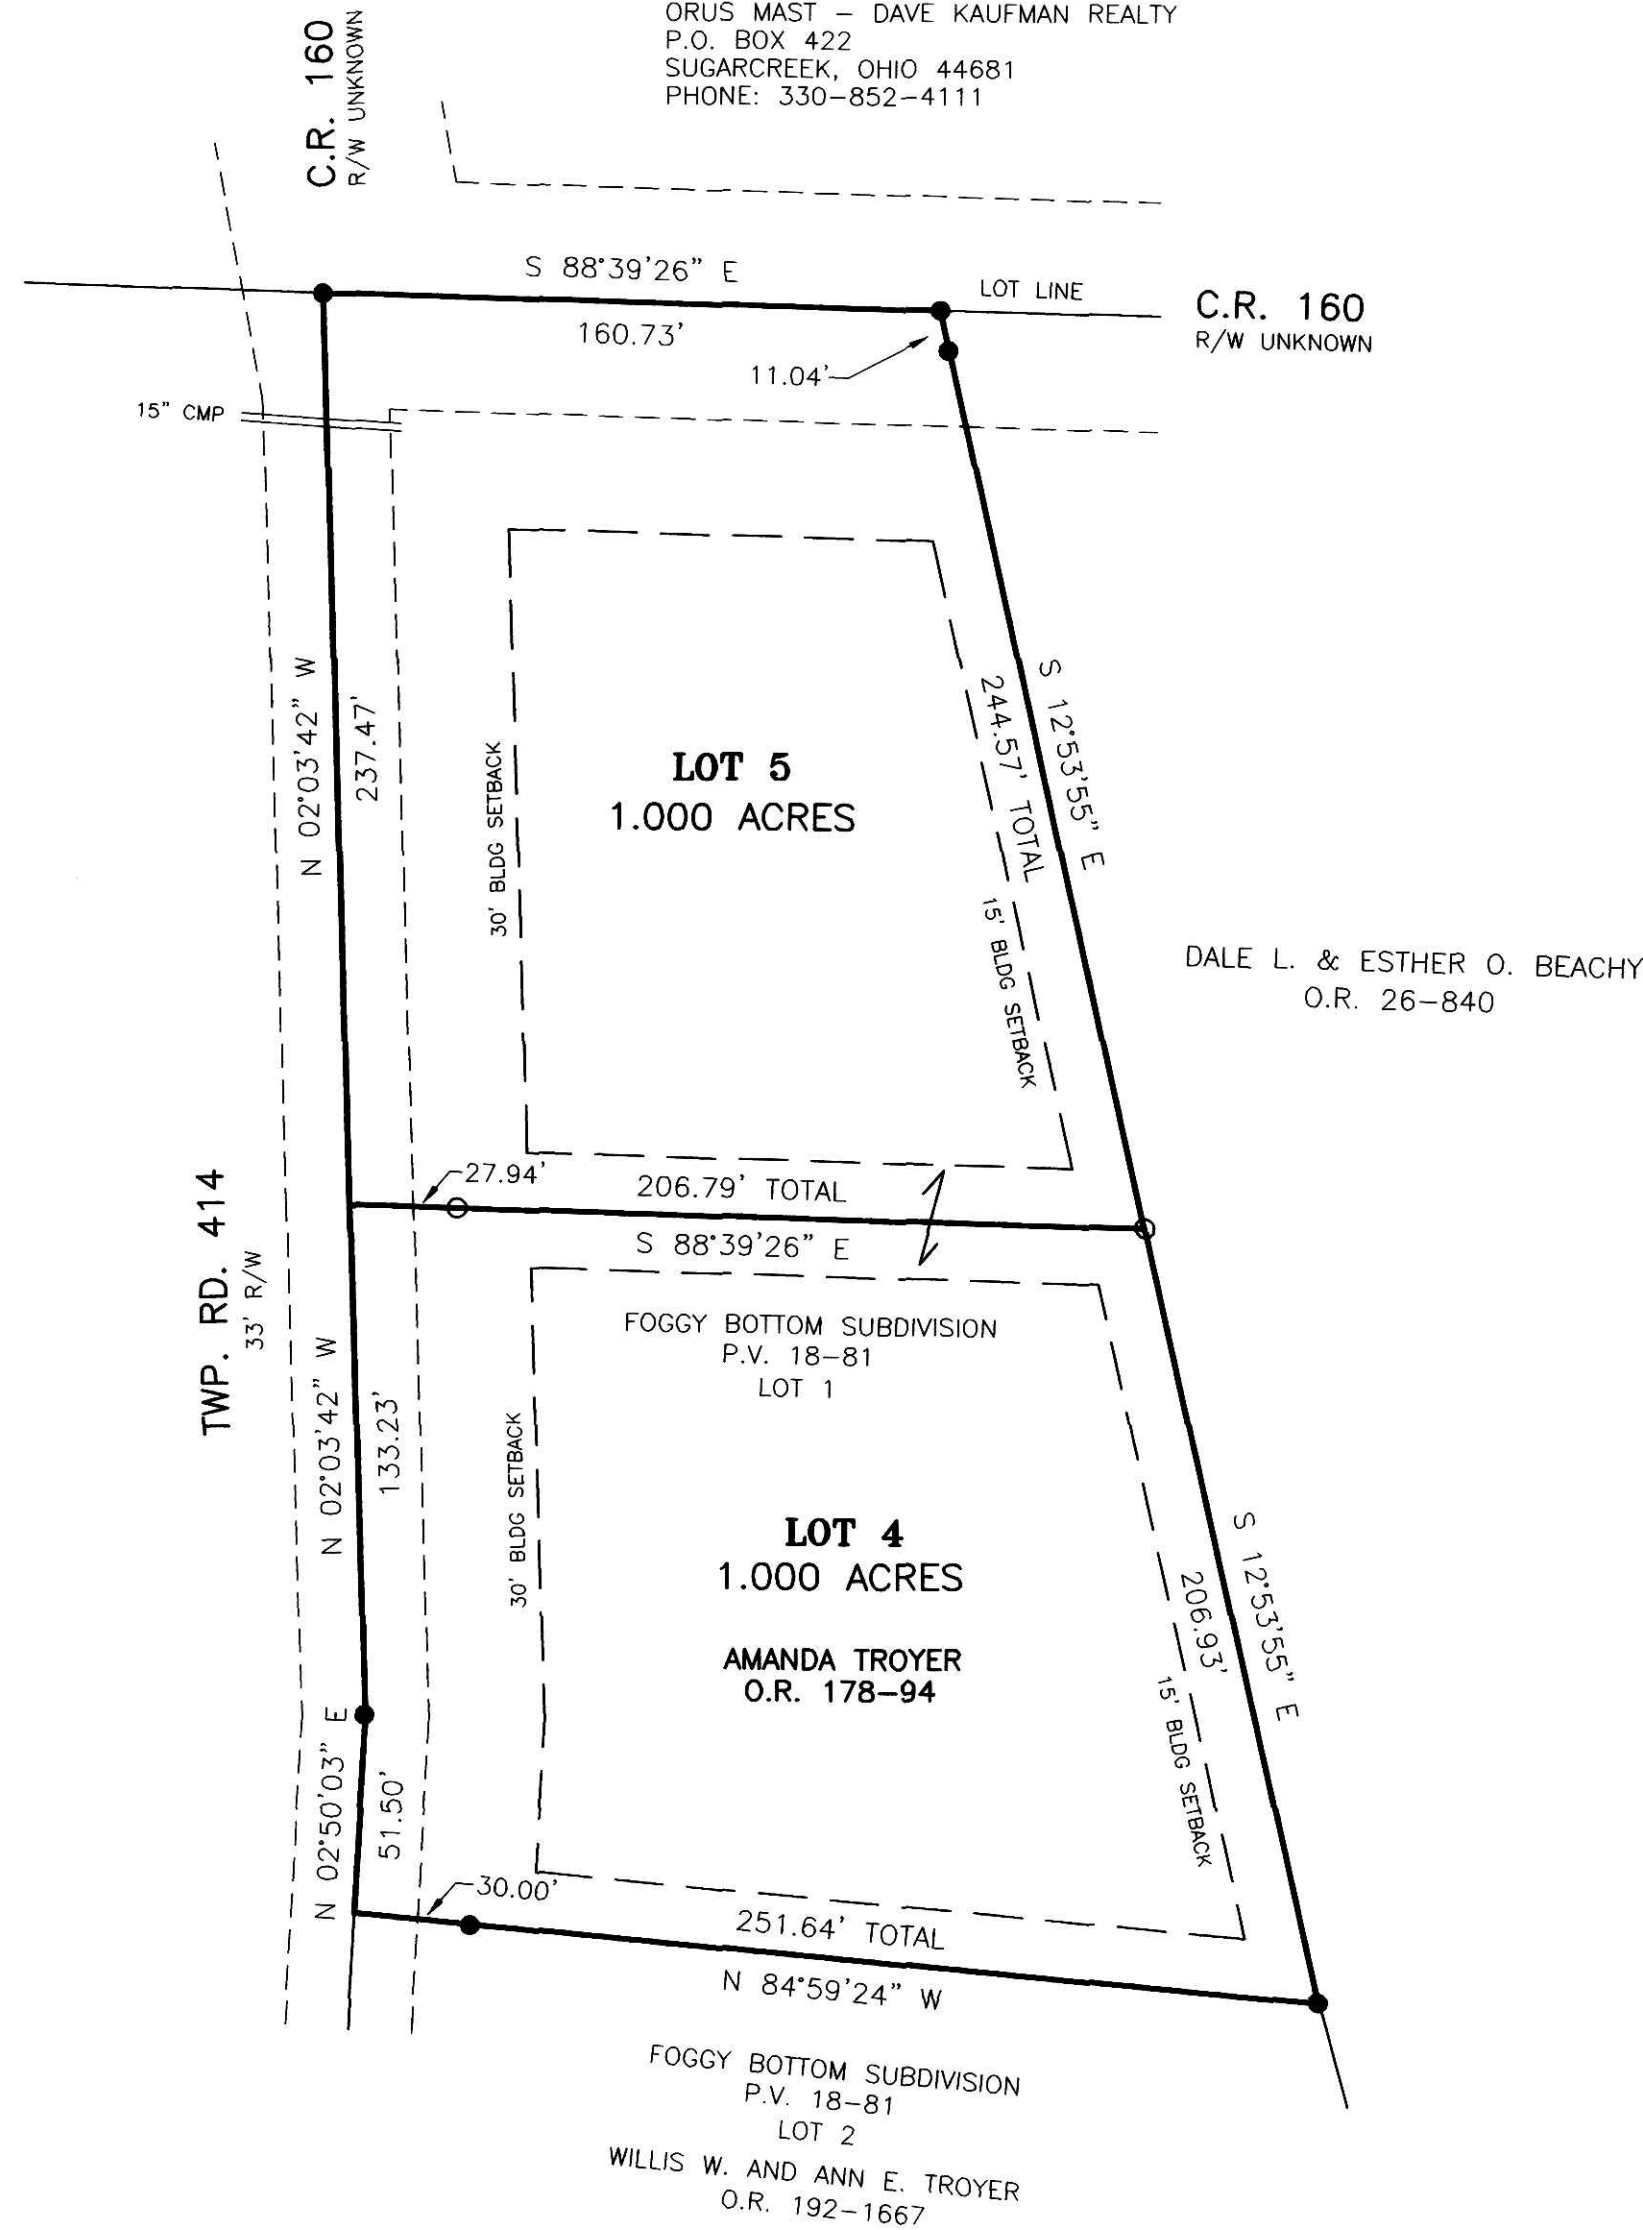 ORUS MAST – DAVE KAUFMAN REALTY
P.O. BOX 422
SUGARCREEK, OHIO 44681
PHONE: 330–852–4111
C.R. 160
R/W UNKNOWN
S 88°39'26" E
160.73'
LOT LINE
C.R. 160
R/W UNKNOWN
11.04'
15" CMP
N 02°03'42" W
237.47'
S 12°53'55" E
244.57' TOTAL
30' BLDG SETBACK
LOT 5
1.000 ACRES
15' BLDG SETBACK
DALE L. & ESTHER O. BEACHY
O.R. 26–840
27.94'
206.79' TOTAL
S 88°39'26" E
TWP. RD. 414
33' R/W
FOGGY BOTTOM SUBDIVISION
P.V. 18–81
LOT 1
N 02°03'42" W
133.23'
30' BLDG SETBACK
LOT 4
1.000 ACRES
AMANDA TROYER
O.R. 178–94
S 12°53'55" E
206.93'
15' BLDG SETBACK
N 02°50'03" E
51.50'
30.00'
251.64' TOTAL
N 84°59'24" W
FOGGY BOTTOM SUBDIVISION
P.V. 18–81
LOT 2
WILLIS W. AND ANN E. TROYER
O.R. 192–1667